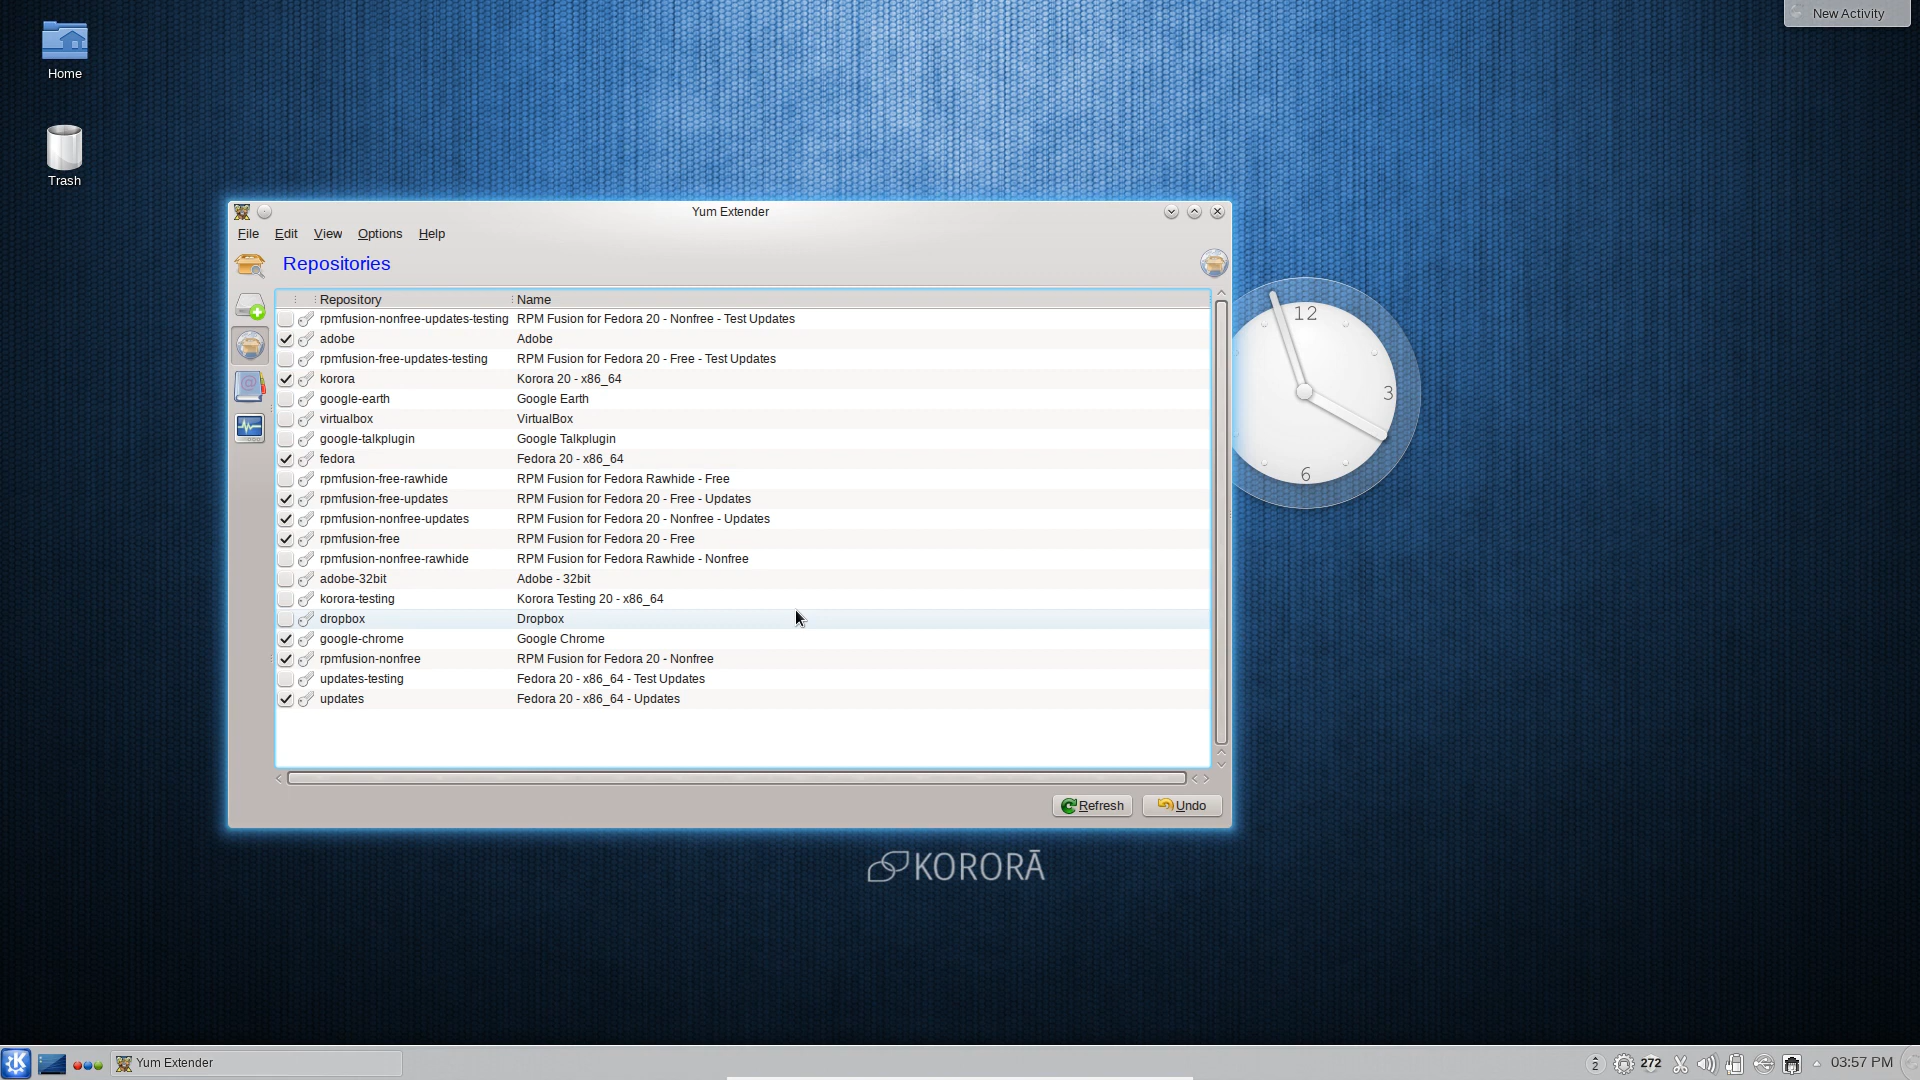 New Activity
Home
Trash
Yum Extender
File Edit View Options Help
Repositories
Repository Name
rpmfusion-nonfree-updates-testing RPM Fusion for Fedora 20 - Nonfree - Test Updates
adobe Adobe
rpmfusion-free-updates-testing RPM Fusion for Fedora 20 - Free - Test Updates
korora Korora 20 - x86_64
google-earth Google Earth
virtualbox VirtualBox
google-talkplugin Google Talkplugin
fedora Fedora 20 - x86_64
rpmfusion-free-rawhide RPM Fusion for Fedora Rawhide - Free
rpmfusion-free-updates RPM Fusion for Fedora 20 - Free - Updates
rpmfusion-nonfree-updates RPM Fusion for Fedora 20 - Nonfree - Updates
rpmfusion-free RPM Fusion for Fedora 20 - Free
rpmfusion-nonfree-rawhide RPM Fusion for Fedora Rawhide - Nonfree
adobe-32bit Adobe - 32bit
korora-testing Korora Testing 20 - x86_64
dropbox Dropbox
google-chrome Google Chrome
rpmfusion-nonfree RPM Fusion for Fedora 20 - Nonfree
updates-testing Fedora 20 - x86_64 - Test Updates
updates Fedora 20 - x86_64 - Updates
Refresh Undo
12
3
6
KORORĀ
Yum Extender
2 272 03:57 PM